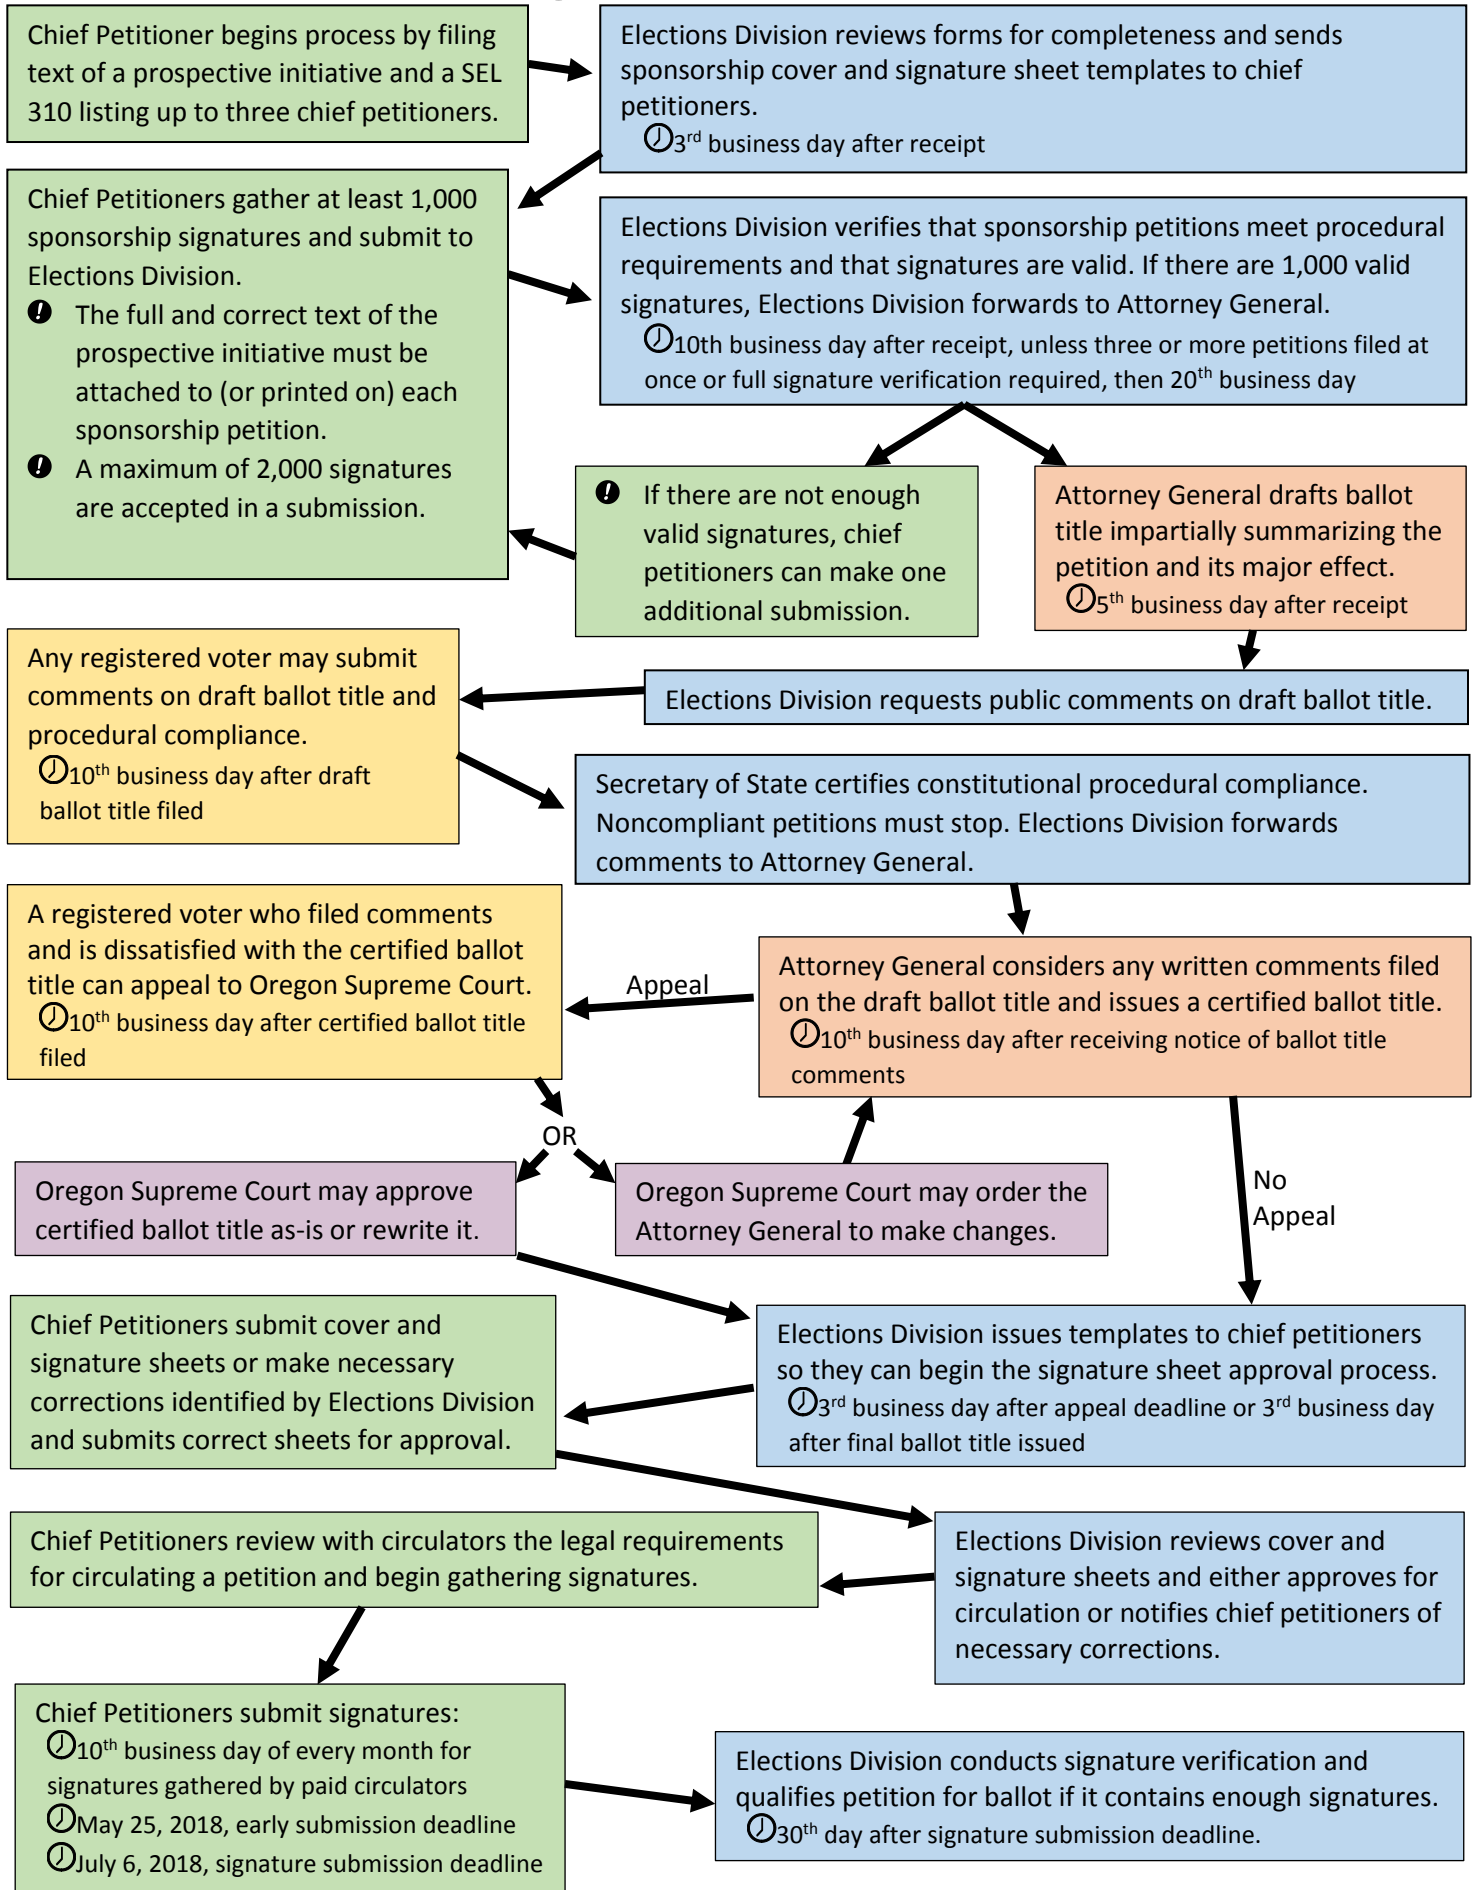 Chief Petitioner begins process by filing
text of a prospective initiative and a SEL
310 listing up to three chief petitioners.
Elections Division reviews forms for completeness and sends
sponsorship cover and signature sheet templates to chief
petitioners.
3rd business day after receipt
Chief Petitioners gather at least 1,000
sponsorship signatures and submit to
Elections Division.
The full and correct text of the
prospective initiative must be
attached to (or printed on) each
sponsorship petition.
A maximum of 2,000 signatures
are accepted in a submission.
Elections Division verifies that sponsorship petitions meet procedural
requirements and that signatures are valid. If there are 1,000 valid
signatures, Elections Division forwards to Attorney General.
10th business day after receipt, unless three or more petitions filed at
once or full signature verification required, then 20th business day
If there are not enough
valid signatures, chief
petitioners can make one
additional submission.
Attorney General drafts ballot
title impartially summarizing the
petition and its major effect.
5th business day after receipt
Any registered voter may submit
comments on draft ballot title and
procedural compliance.
10th business day after draft
ballot title filed
Elections Division requests public comments on draft ballot title.
Secretary of State certifies constitutional procedural compliance.
Noncompliant petitions must stop. Elections Division forwards
comments to Attorney General.
A registered voter who filed comments
and is dissatisfied with the certified ballot
title can appeal to Oregon Supreme Court.
10th business day after certified ballot title
filed
Appeal
Attorney General considers any written comments filed
on the draft ballot title and issues a certified ballot title.
10th business day after receiving notice of ballot title
comments
OR
Oregon Supreme Court may approve
certified ballot title as-is or rewrite it.
Oregon Supreme Court may order the
Attorney General to make changes.
No
Appeal
Chief Petitioners submit cover and
signature sheets or make necessary
corrections identified by Elections Division
and submits correct sheets for approval.
Elections Division issues templates to chief petitioners
so they can begin the signature sheet approval process.
3rd business day after appeal deadline or 3rd business day
after final ballot title issued
Chief Petitioners review with circulators the legal requirements
for circulating a petition and begin gathering signatures.
Elections Division reviews cover and
signature sheets and either approves for
circulation or notifies chief petitioners of
necessary corrections.
Chief Petitioners submit signatures:
10th business day of every month for
signatures gathered by paid circulators
May 25, 2018, early submission deadline
July 6, 2018, signature submission deadline
Elections Division conducts signature verification and
qualifies petition for ballot if it contains enough signatures.
30th day after signature submission deadline.